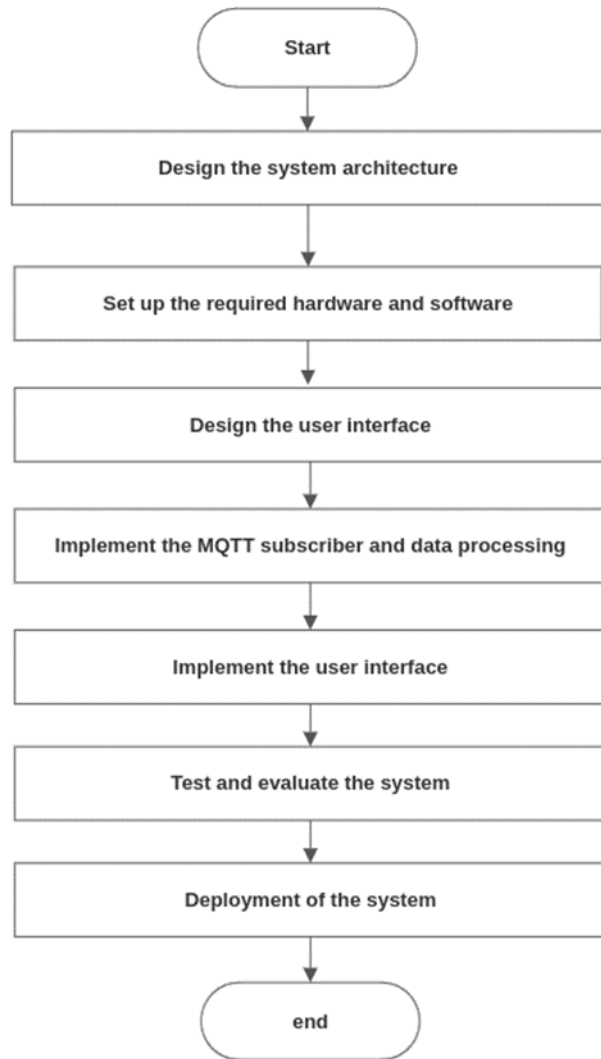 Start
Design the system architecture
Set up the required hardware and software
Design the user interface
Implement the MQTT subscriber and data processing
Implement the user interface
Test and evaluate the system
Deployment of the system
end